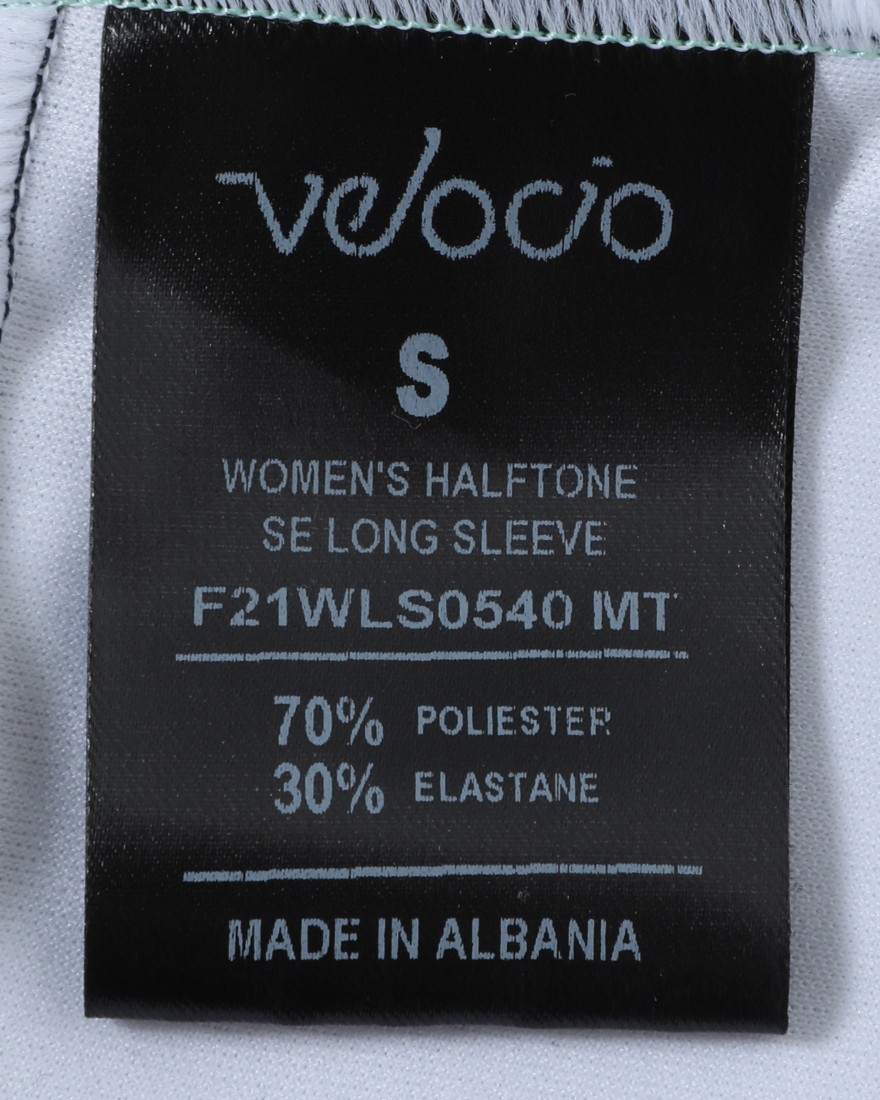 velocio
S
WOMEN'S HALFTONE
SE LONG SLEEVE
F21WLS0540 MT
70% POLIESTER
30% ELASTANE
MADE IN ALBANIA